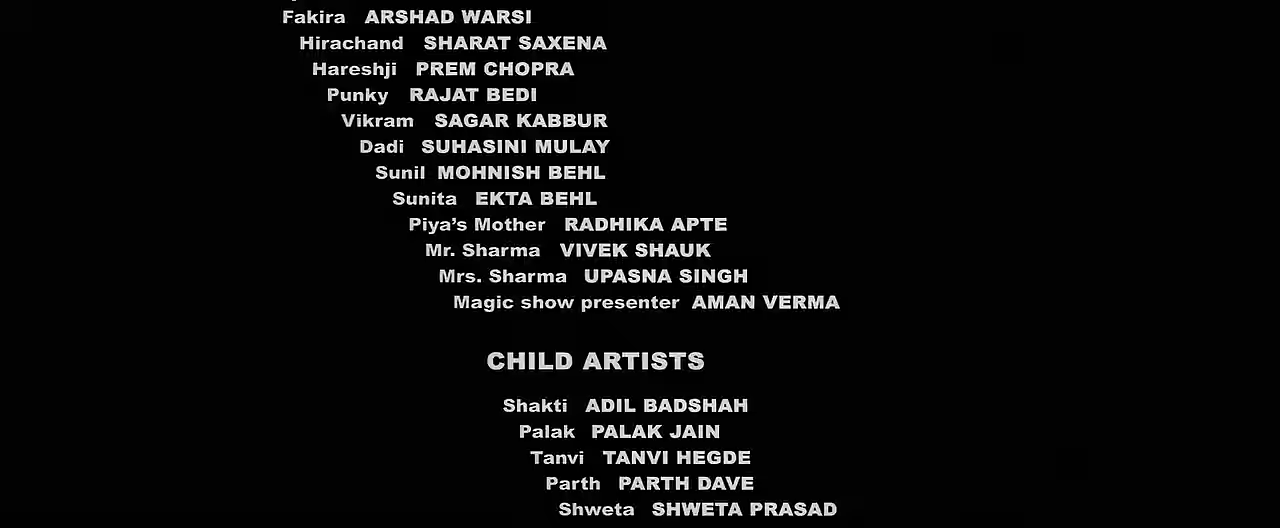 Fakira ARSHAD WARSI
Hirachand SHARAT SAXENA
Hareshji PREM CHOPRA
Punky RAJAT BEDI
Vikram SAGAR KABBUR
Dadi SUHASINI MULAY
Sunil MOHNISH BEHL
Sunita EKTA BEHL
Piya's Mother RADHIKA APTE
Mr. Sharma VIVEK SHAUK
Mrs. Sharma UPASNA SINGH
Magic show presenter AMAN VERMA
CHILD ARTISTS
Shakti ADIL BADSHAH
Palak PALAK JAIN
Tanvi TANVI HEGDE
Parth PARTH DAVE
Shweta SHWETA PRASAD